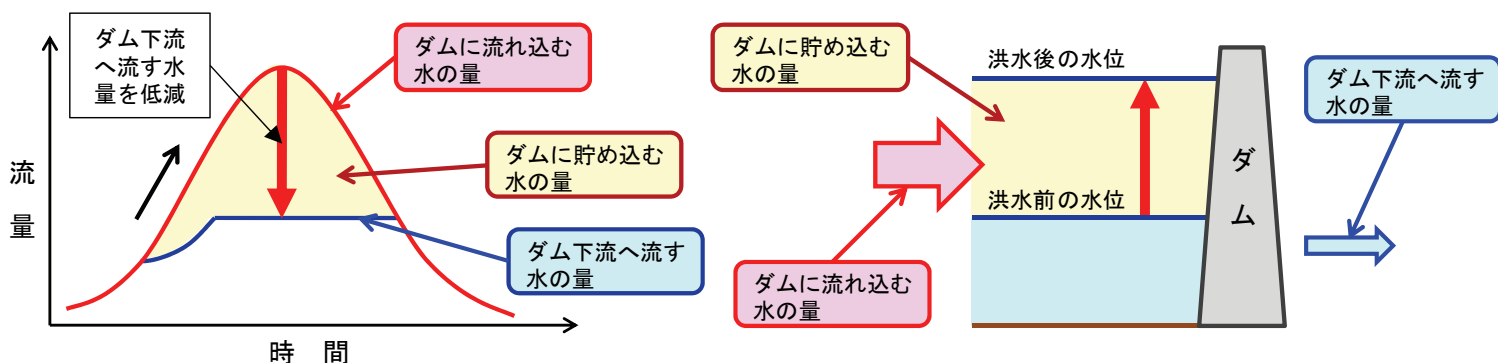 ダム下流
へ流す水
量を低減
ダムに流れ込む
水の量
ダムに貯め込む
水の量
ダム下流へ流す
水の量
流
量
時 間
ダムに貯め込む
水の量
洪水後の水位
ダム下流へ流す
水の量
洪水前の水位
ダ
ム
ダムに流れ込む
水の量